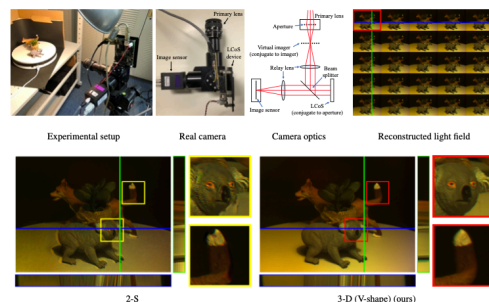 Primary lens
Image sensor
LCoS
device
Primary lens
Aperture
Virtual imager
(conjugate to imager)
Relay lens
Beam
splitter
Image sensor
LCoS
(conjugate to aperture)
Experimental setup
Real camera
Camera optics
Reconstructed light field
2-S
3-D (V-shape) (ours)